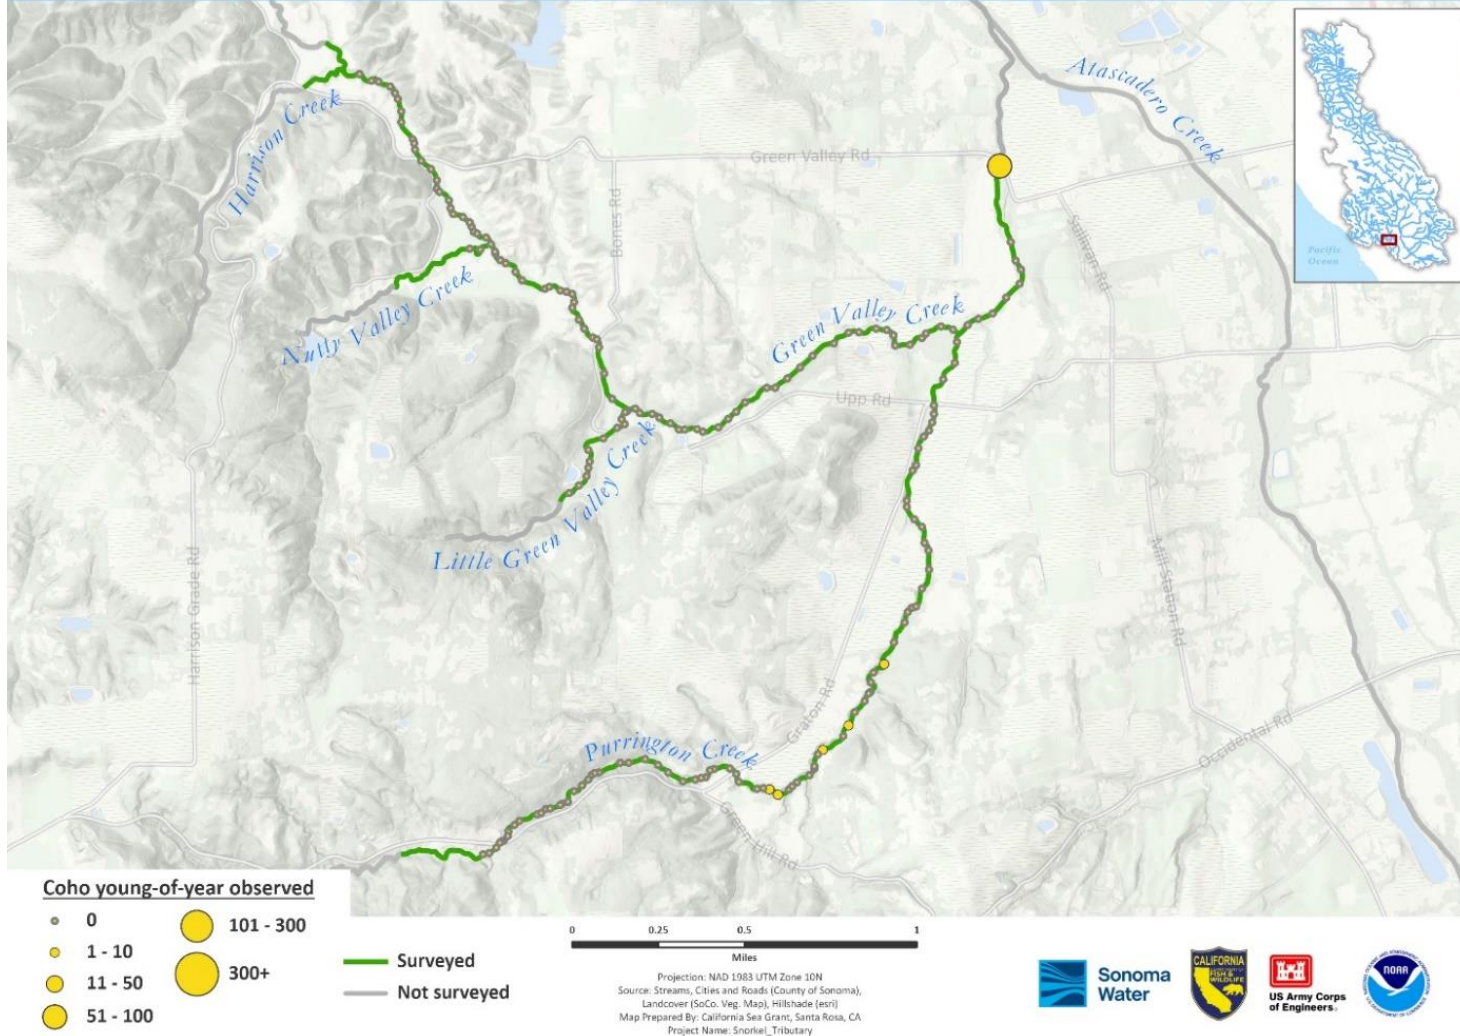 Atascadero Creek
Harrison Creek
Green Valley Rd
Bones Rd
Sullivan Rd
Pacific
Ocean
Nutty Valley Creek
Green Valley Creek
Upp Rd
Little Green Valley Creek
Harrison Grade Rd
Mill Station Rd
Graton Rd
Occidental Rd
Purrington Creek
Green Hill Rd
Coho young-of-year observed
0
1 - 10
11 - 50
51 - 100
101 - 300
300+
Surveyed
Not surveyed
0 0.25 0.5 1
Miles
Projection: NAD 1983 UTM Zone 10N
Source: Streams, Cities and Roads (County of Sonoma),
Landcover (SoCo. Veg. Map), Hillshade (esri)
Map Prepared By: California Sea Grant, Santa Rosa, CA
Project Name: Snorkel_Tributary
Sonoma
Water
CALIFORNIA
FISH &
WILDLIFE
US Army Corps
of Engineers®
NOAA